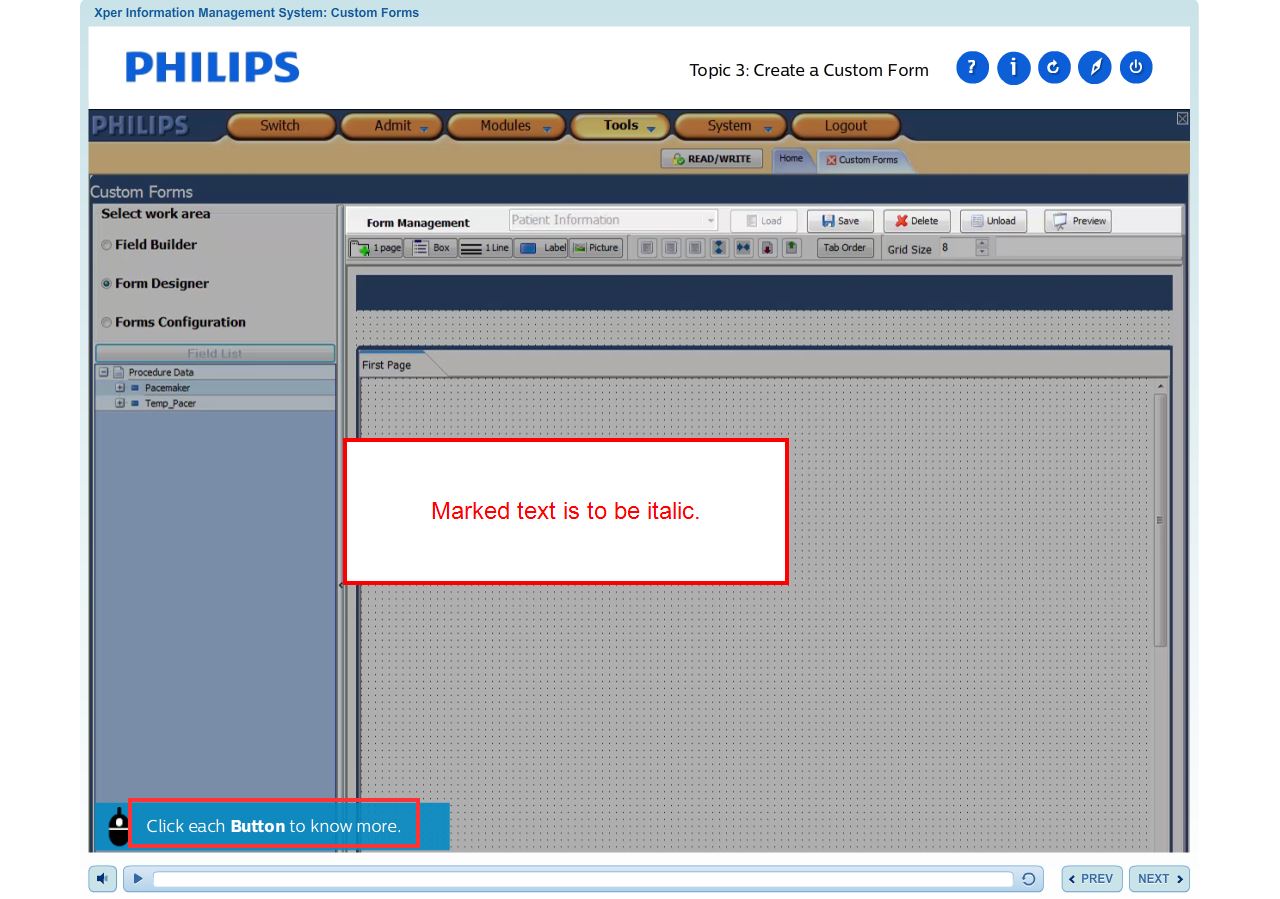 Xper Information Management System: Custom Forms
PHILIPS
Topic 3: Create a Custom Form
PHILIPS
Switch
Admit
Modules
Tools
System
Logout
READ/WRITE
Home
Custom Forms
Custom Forms
Select work area
Field Builder
Form Designer
Forms Configuration
Field List
Procedure Data
Pacemaker
Temp_Pacer
Form Management
Patient Information
Load
Save
Delete
Unload
Preview
1 page
Box
1 Line
Label
Picture
Tab Order
Grid Size
8
First Page
Marked text is to be italic.
Click each Button to know more.
PREV
NEXT